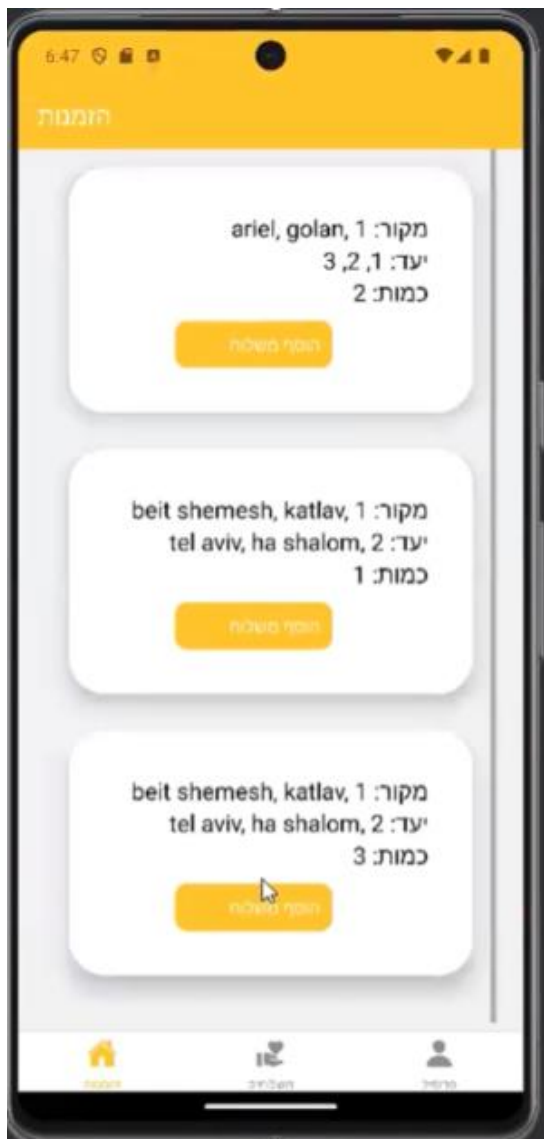 6:47
הזמנות
מקור: ariel, golan, 1
יעד: 1, 2, 3
כמות: 2
הוסף משלוח
מקור: beit shemesh, katlav, 1
יעד: tel aviv, ha shalom, 2
כמות: 1
הוסף משלוח
מקור: beit shemesh, katlav, 1
יעד: tel aviv, ha shalom, 2
כמות: 3
הוסף משלוח
הזמנות
פרופיל